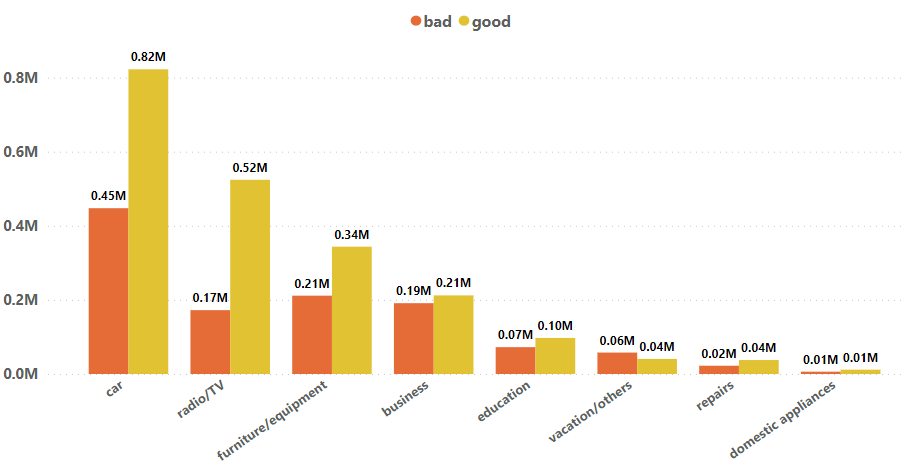 bad good
0.8M
0.6M
0.4M
0.2M
0.0M
0.45M 0.82M
0.17M 0.52M
0.21M 0.34M
0.19M 0.21M
0.07M 0.10M
0.06M 0.04M
0.02M 0.04M
0.01M 0.01M
car
radio/TV
furniture/equipment
business
education
vacation/others
repairs
domestic appliances